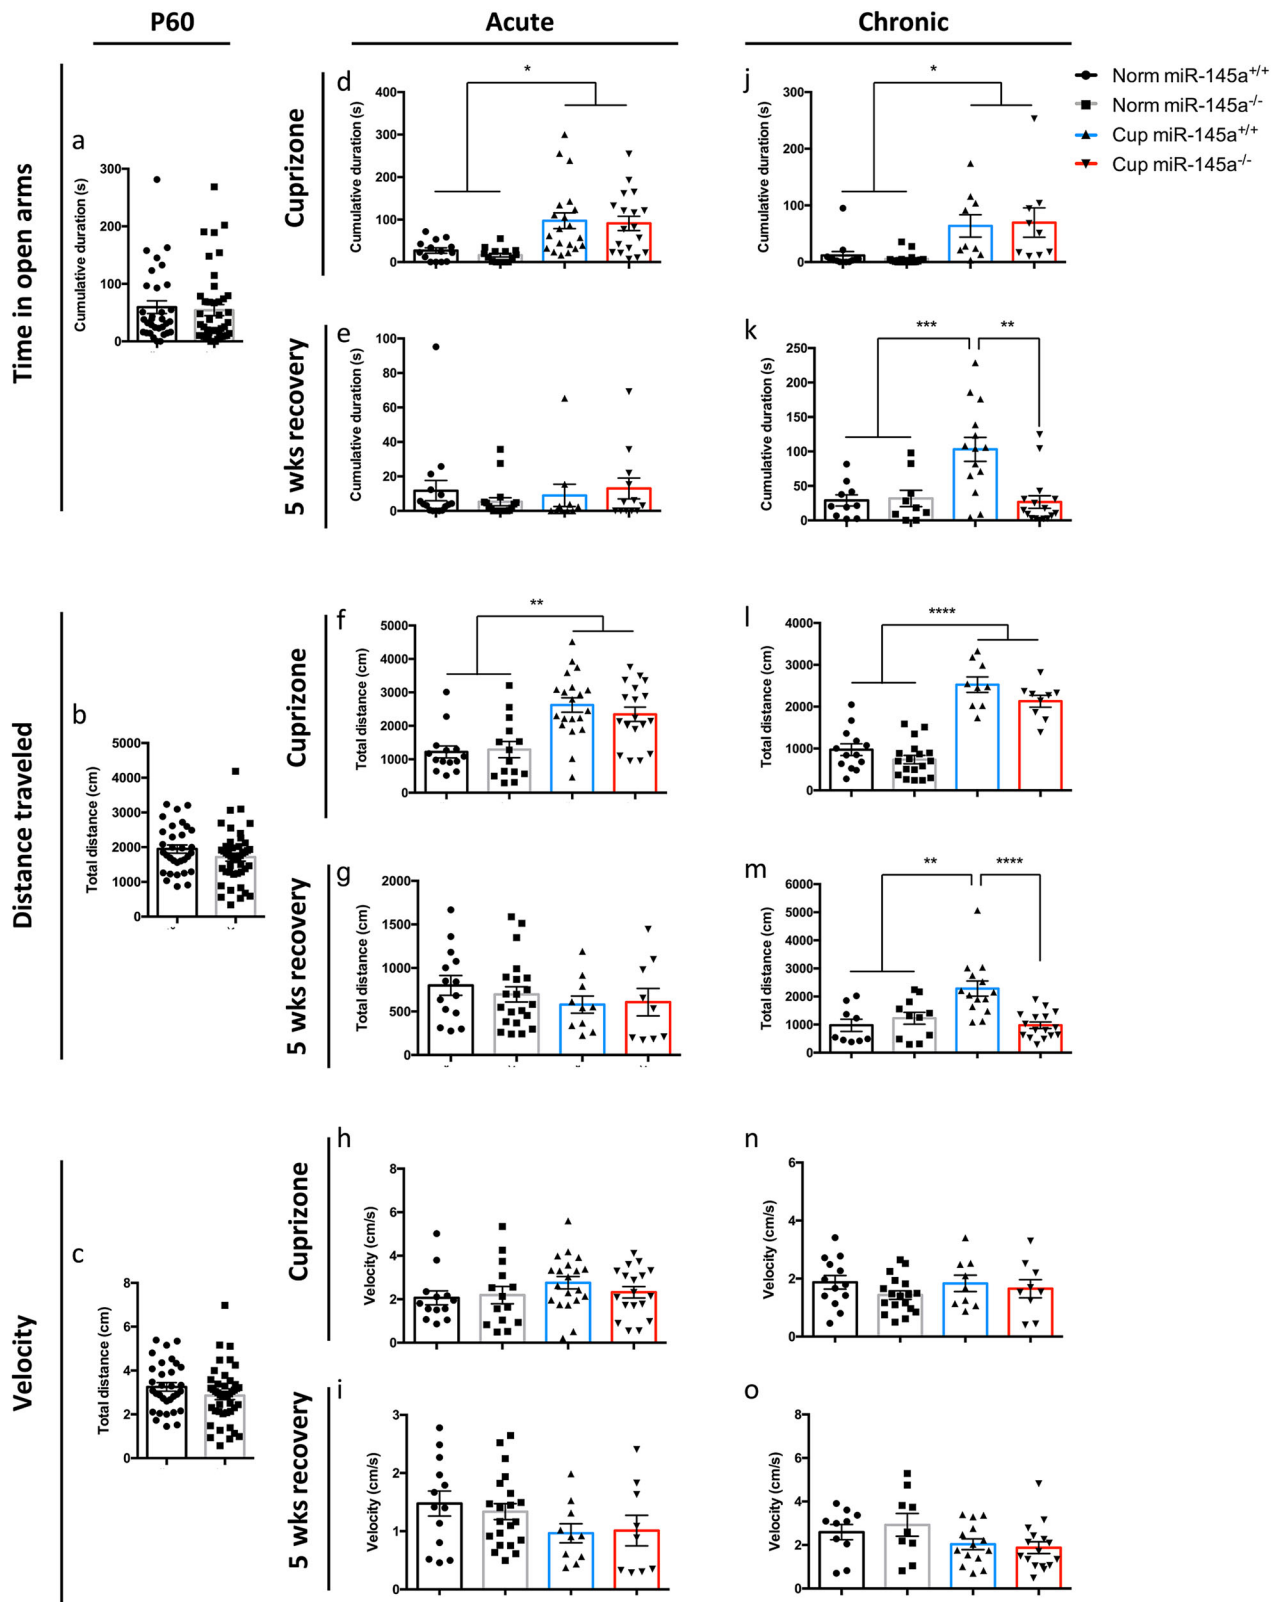 P60
Acute
Chronic
Norm miR-145a+/+
Norm miR-145a-/-
Cup miR-145a+/+
Cup miR-145a-/-
Time in open arms
a
Cumulative duration (s)
300
200
100
0
Cuprizone
d
*
Cumulative duration (s)
400
300
200
100
0
j
*
Cumulative duration (s)
300
200
100
0
5 wks recovery
e
Cumulative duration (s)
100
80
60
40
20
0
k
***
**
Cumulative duration (s)
250
200
150
100
50
0
Distance traveled
b
Total distance (cm)
5000
4000
3000
2000
1000
0
Cuprizone
f
**
Total distance (cm)
5000
4000
3000
2000
1000
0
l
****
Total distance (cm)
4000
3000
2000
1000
0
5 wks recovery
g
Total distance (cm)
2000
1500
1000
500
0
m
**
****
Total distance (cm)
6000
5000
4000
3000
2000
1000
0
Velocity
c
Total distance (cm)
8
6
4
2
0
Cuprizone
h
Velocity (cm/s)
8
6
4
2
0
n
Velocity (cm/s)
6
4
2
0
5 wks recovery
i
Velocity (cm/s)
3
2
1
0
o
Velocity (cm/s)
8
6
4
2
0